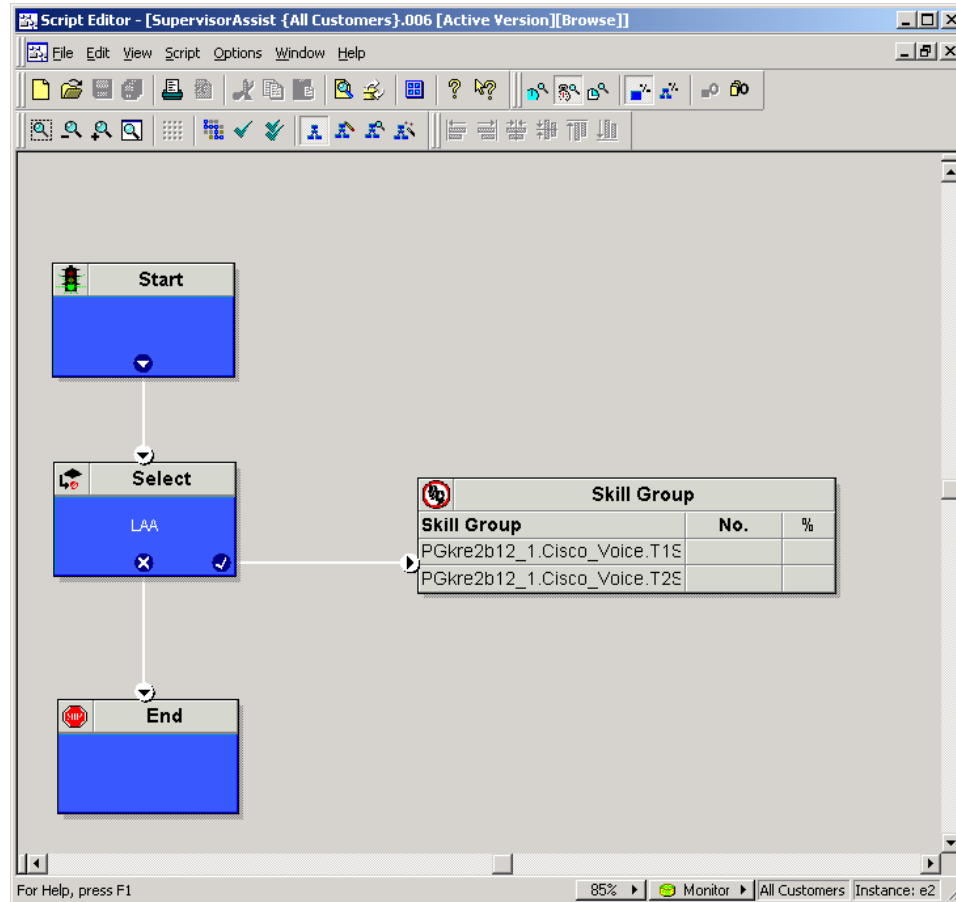 Script Editor - [SupervisorAssist {All Customers}.006 [Active Version][Browse]]
File Edit View Script Options Window Help
Start
Select
LAA
Skill Group
Skill Group No. %
PGkre2b12_1.Cisco_Voice.T1S
PGkre2b12_1.Cisco_Voice.T2S
End
For Help, press F1 85% Monitor All Customers Instance: e2